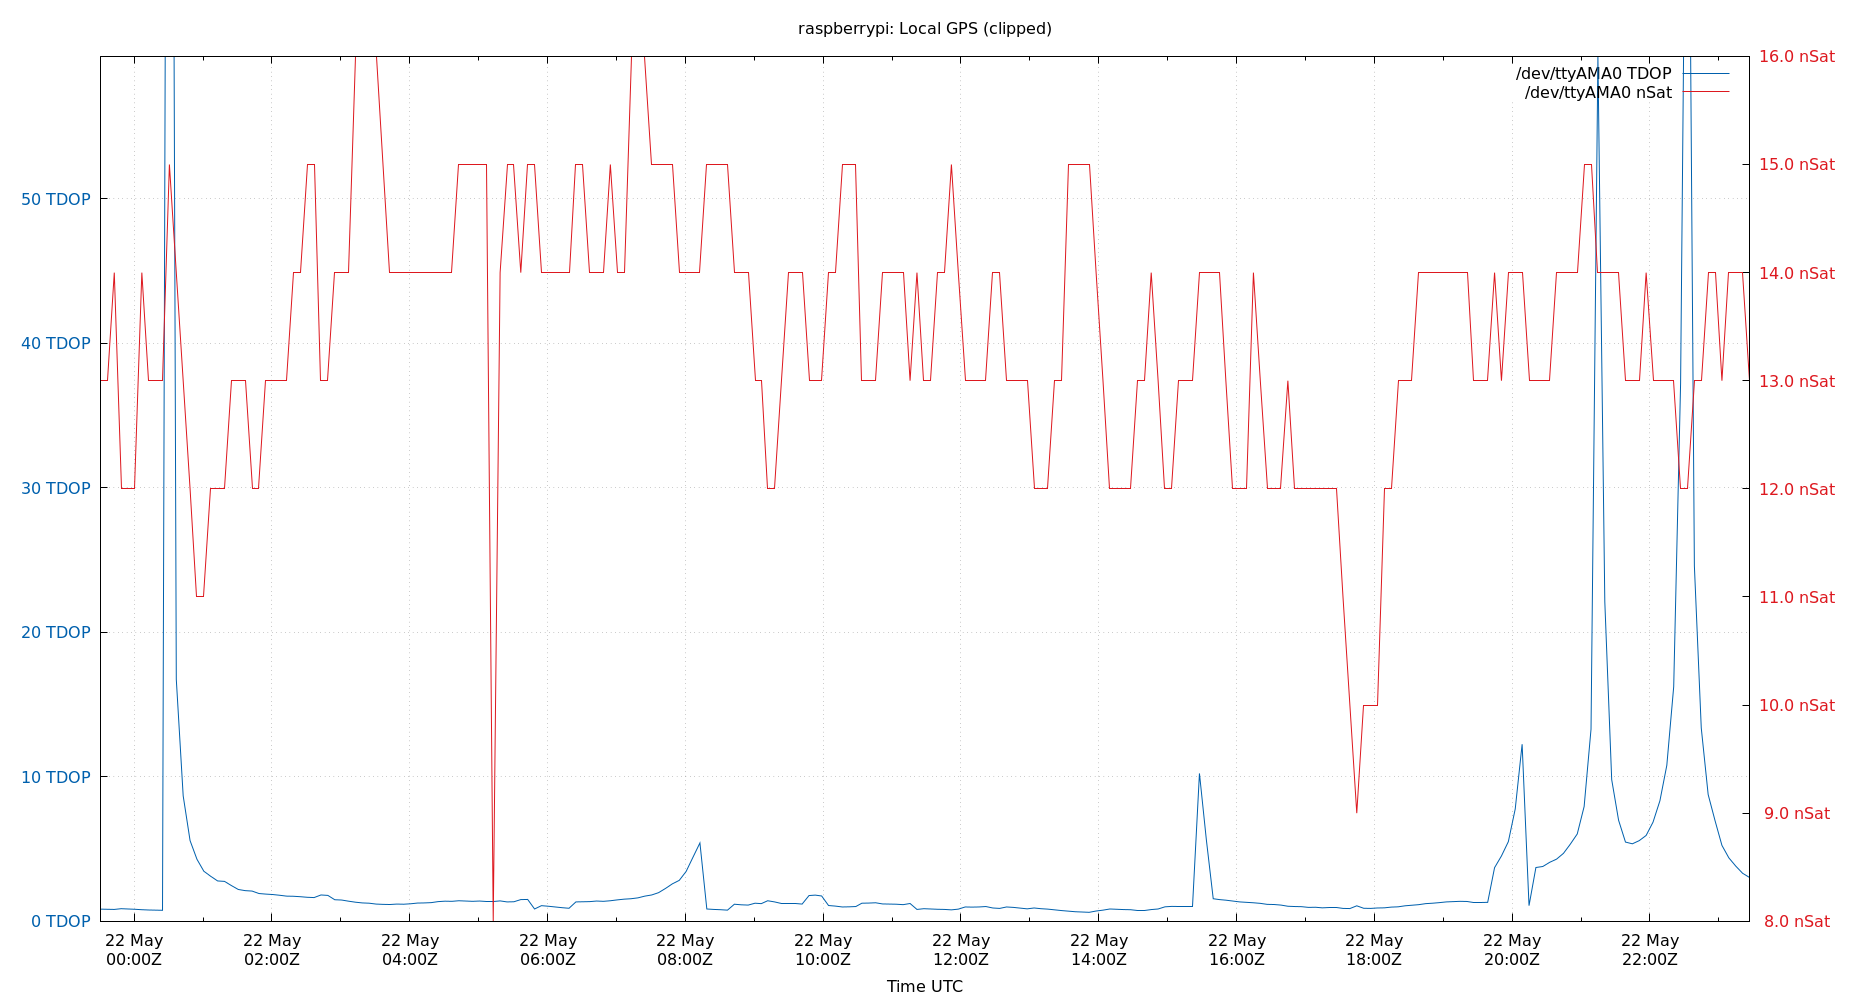 raspberrypi: Local GPS (clipped)
/dev/ttyAMA0 TDOP
/dev/ttyAMA0 nSat
50 TDOP
40 TDOP
30 TDOP
20 TDOP
10 TDOP
0 TDOP
16.0 nSat
15.0 nSat
14.0 nSat
13.0 nSat
12.0 nSat
11.0 nSat
10.0 nSat
9.0 nSat
8.0 nSat
22 May
00:00Z
22 May
02:00Z
22 May
04:00Z
22 May
06:00Z
22 May
08:00Z
22 May
10:00Z
22 May
12:00Z
22 May
14:00Z
22 May
16:00Z
22 May
18:00Z
22 May
20:00Z
22 May
22:00Z
Time UTC